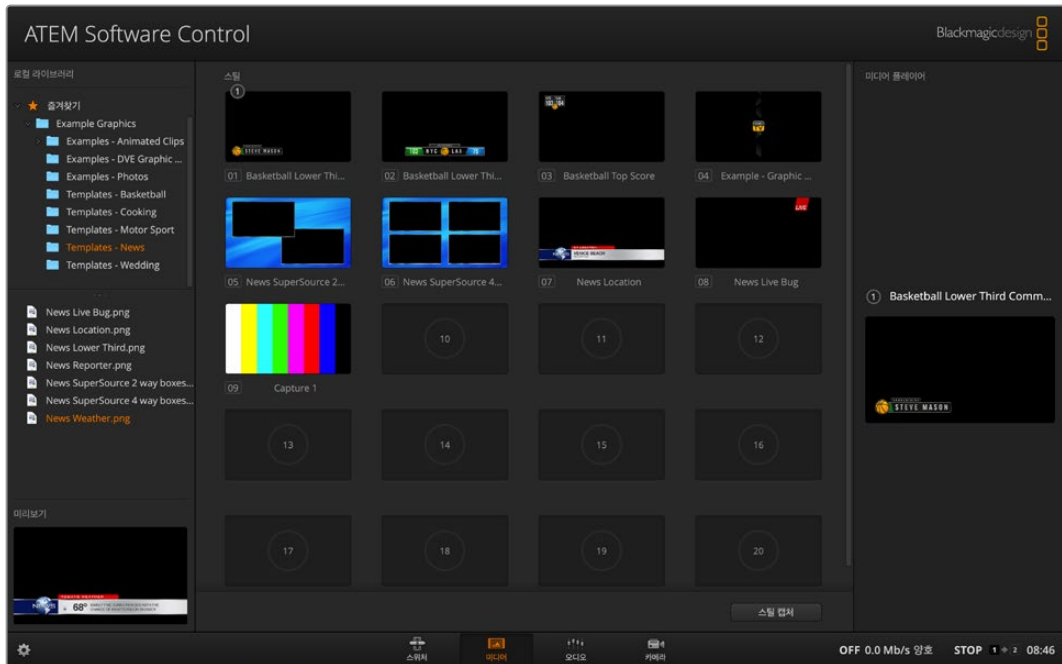 ATEM Software Control
Blackmagicdesign
로컬 라이브러리
즐겨찾기
Example Graphics
Examples - Animated Clips
Examples - DVE Graphic ...
Examples - Photos
Templates - Basketball
Templates - Cooking
Templates - Motor Sport
Templates - News
Templates - Wedding
News Live Bug.png
News Location.png
News Lower Third.png
News Reporter.png
News SuperSource 2 way boxes...
News SuperSource 4 way boxes...
News Weather.png
미리보기
68°
스틸
1
STEVE MASON
01 Basketball Lower Thi...
NYC LAX
02 Basketball Lower Thi...
03 Basketball Top Score
TV
04 Example - Graphic ...
05 News SuperSource 2...
06 News SuperSource 4...
VENICE BEACH
07 News Location
LIVE
08 News Live Bug
09 Capture 1
10
11
12
13
14
15
16
17
18
19
20
스틸 캡처
미디어 플레이어
1 Basketball Lower Third Comm...
STEVE MASON
스위처
미디어
오디오
카메라
OFF 0.0 Mb/s 양호 STOP 1 2 08:46